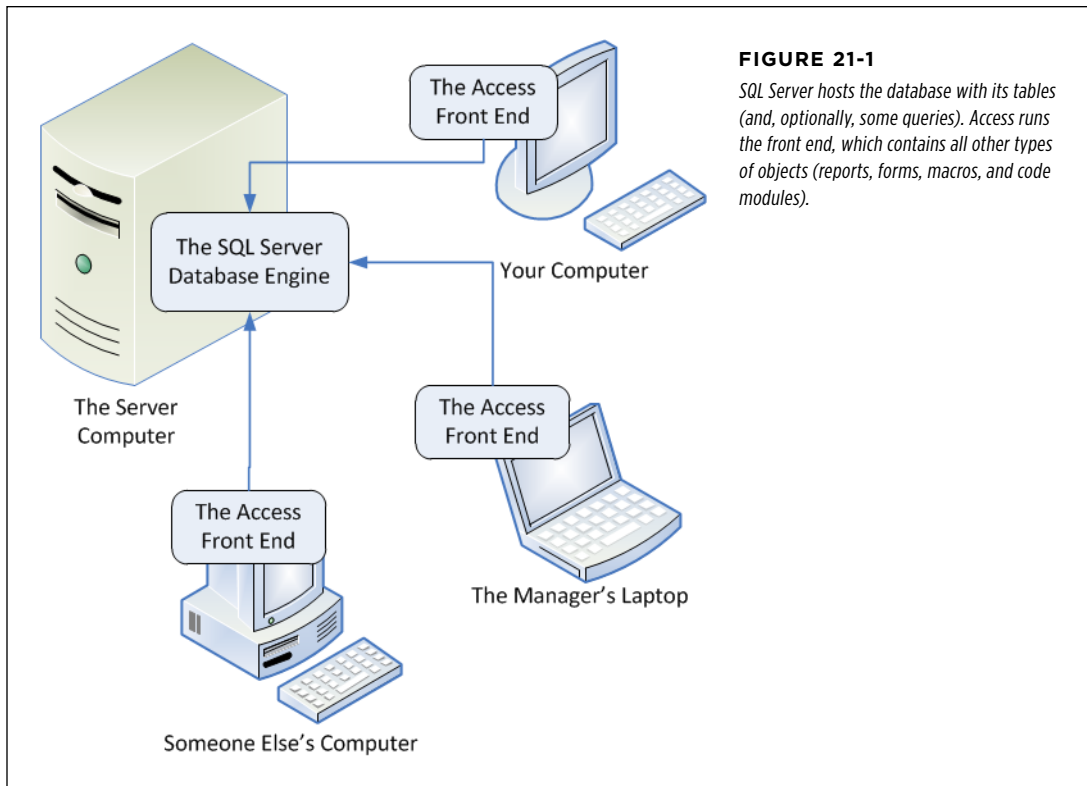 The Access
Front End
FIGURE 21-1
SQL Server hosts the database with its tables
(and, optionally, some queries). Access runs
the front end, which contains all other types
of objects (reports, forms, macros, and code
modules).
The SQL Server
Database Engine
Your Computer
The Server
Computer
The Access
Front End
The Manager's Laptop
The Access
Front End
Someone Else's Computer